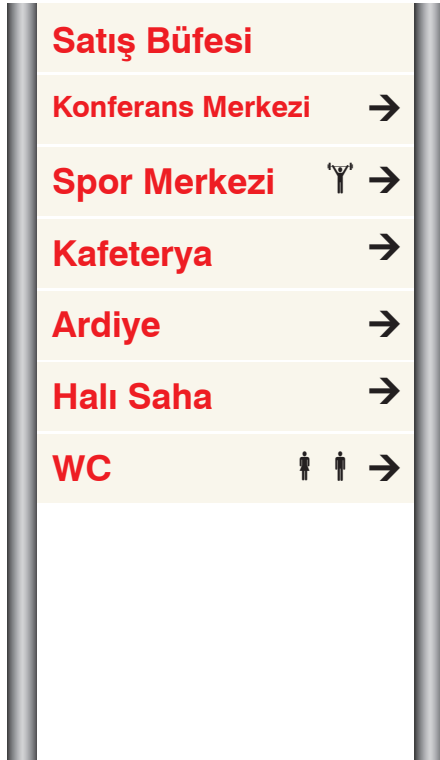 Satış Büfesi
Konferans Merkezi
Spor Merkezi
Kafeterya
Ardiye
Halı Saha
WC